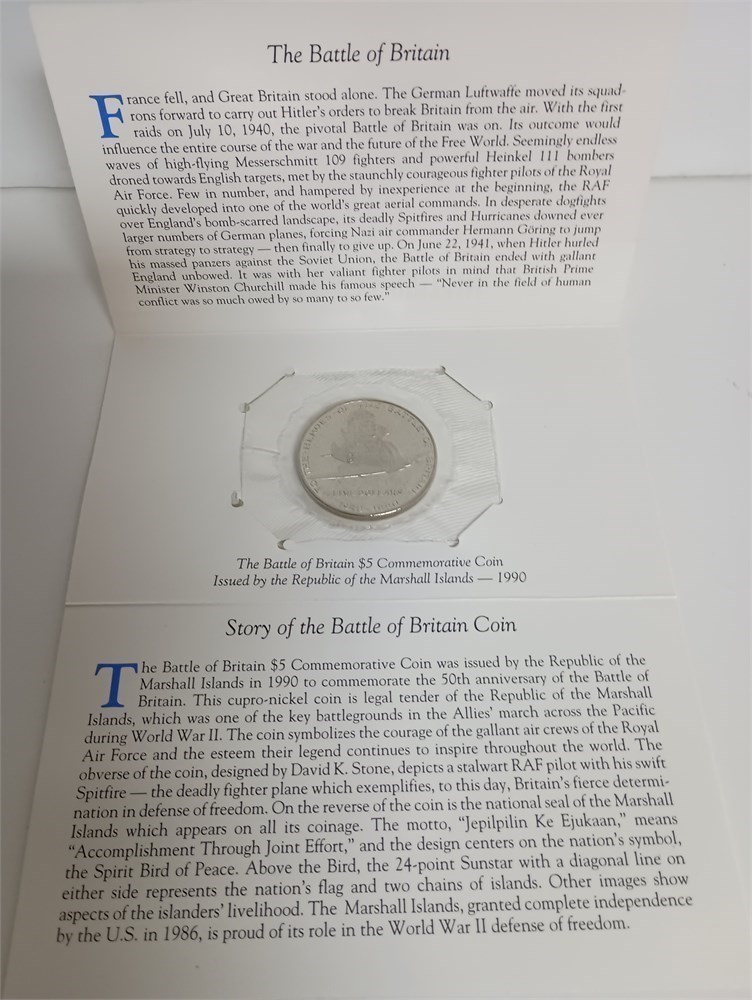 The Battle of Britain
France fell, and Great Britain stood alone. The German Luftwaffe moved its squad-
rons forward to carry out Hitler's orders to break Britain from the air. With the first
raids on July 10, 1940, the pivotal Battle of Britain was on. Its outcome would
influence the entire course of the war and the future of the Free World. Seemingly endless
waves of high-flying Messerschmitt 109 fighters and powerful Heinkel 111 bombers
droned towards English targets, met by the staunchly courageous fighter pilots of the Royal
Air Force. Few in number, and hampered by inexperience at the beginning, the RAF
quickly developed into one of the world's great aerial commands. In desperate dogfights
over England's bomb-scarred landscape, its deadly Spitfires and Hurricanes downed ever
larger numbers of German planes, forcing Nazi air commander Hermann Göring to jump
from strategy to strategy — then finally to give up. On June 22, 1941, when Hitler hurled
his massed panzers against the Soviet Union, the Battle of Britain ended with gallant
England unbowed. It was with her valiant fighter pilots in mind that British Prime
Minister Winston Churchill made his famous speech — "Never in the field of human
conflict was so much owed by so many to so few."
TO THE HEROES OF THE BATTLE OF BRITAIN
FIVE DOLLARS
The Battle of Britain $5 Commemorative Coin
Issued by the Republic of the Marshall Islands — 1990
Story of the Battle of Britain Coin
The Battle of Britain $5 Commemorative Coin was issued by the Republic of the
Marshall Islands in 1990 to commemorate the 50th anniversary of the Battle of
Britain. This cupro-nickel coin is legal tender of the Republic of the Marshall
Islands, which was one of the key battlegrounds in the Allies' march across the Pacific
during World War II. The coin symbolizes the courage of the gallant air crews of the Royal
Air Force and the esteem their legend continues to inspire throughout the world. The
obverse of the coin, designed by David K. Stone, depicts a stalwart RAF pilot with his swift
Spitfire — the deadly fighter plane which exemplifies, to this day, Britain's fierce determi-
nation in defense of freedom. On the reverse of the coin is the national seal of the Marshall
Islands which appears on all its coinage. The motto, "Jepilpilin Ke Ejukaan," means
"Accomplishment Through Joint Effort," and the design centers on the nation's symbol,
the Spirit Bird of Peace. Above the Bird, the 24-point Sunstar with a diagonal line on
either side represents the nation's flag and two chains of islands. Other images show
aspects of the islanders' livelihood. The Marshall Islands, granted complete independence
by the U.S. in 1986, is proud of its role in the World War II defense of freedom.